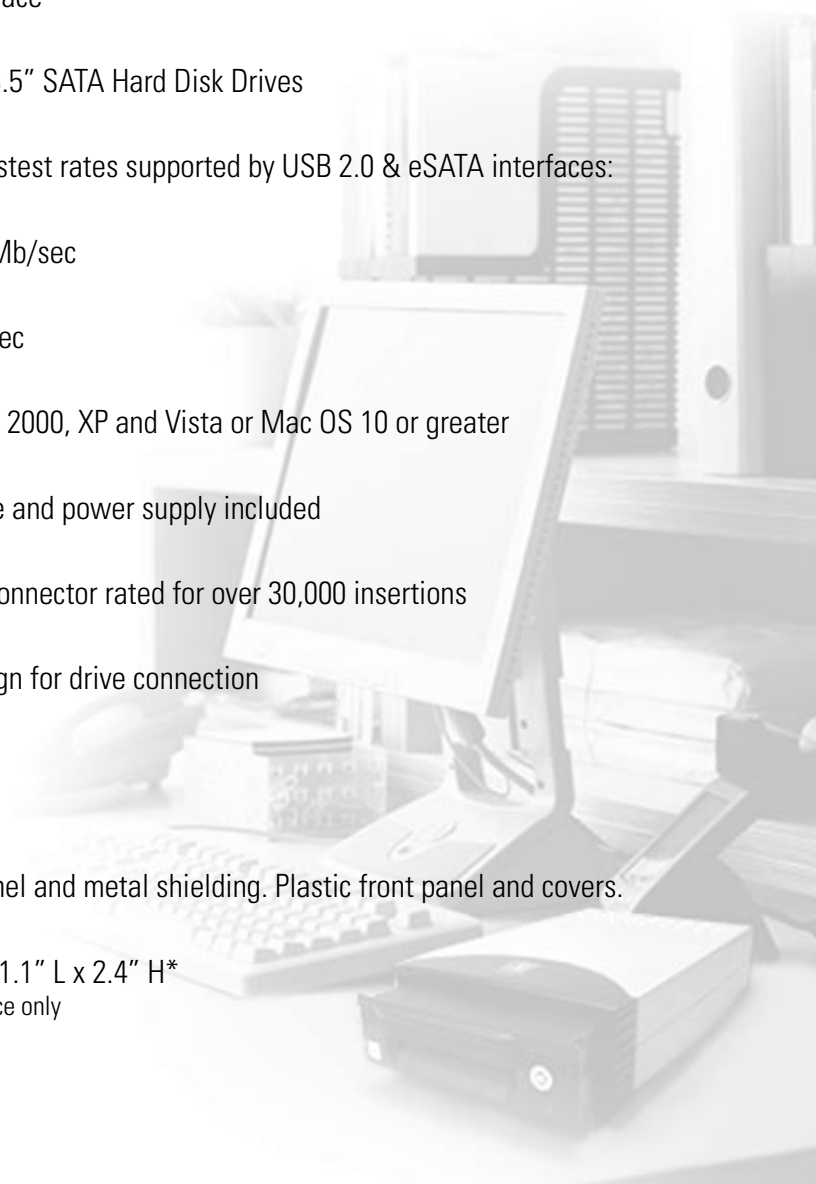 .5” SATA Hard Disk Drives
stest rates supported by USB 2.0 & eSATA interfaces:
Mb/sec
ec
2000, XP and Vista or Mac OS 10 or greater
e and power supply included
onnector rated for over 30,000 insertions
gn for drive connection
nel and metal shielding. Plastic front panel and covers.
1.1” L x 2.4” H*
ce only